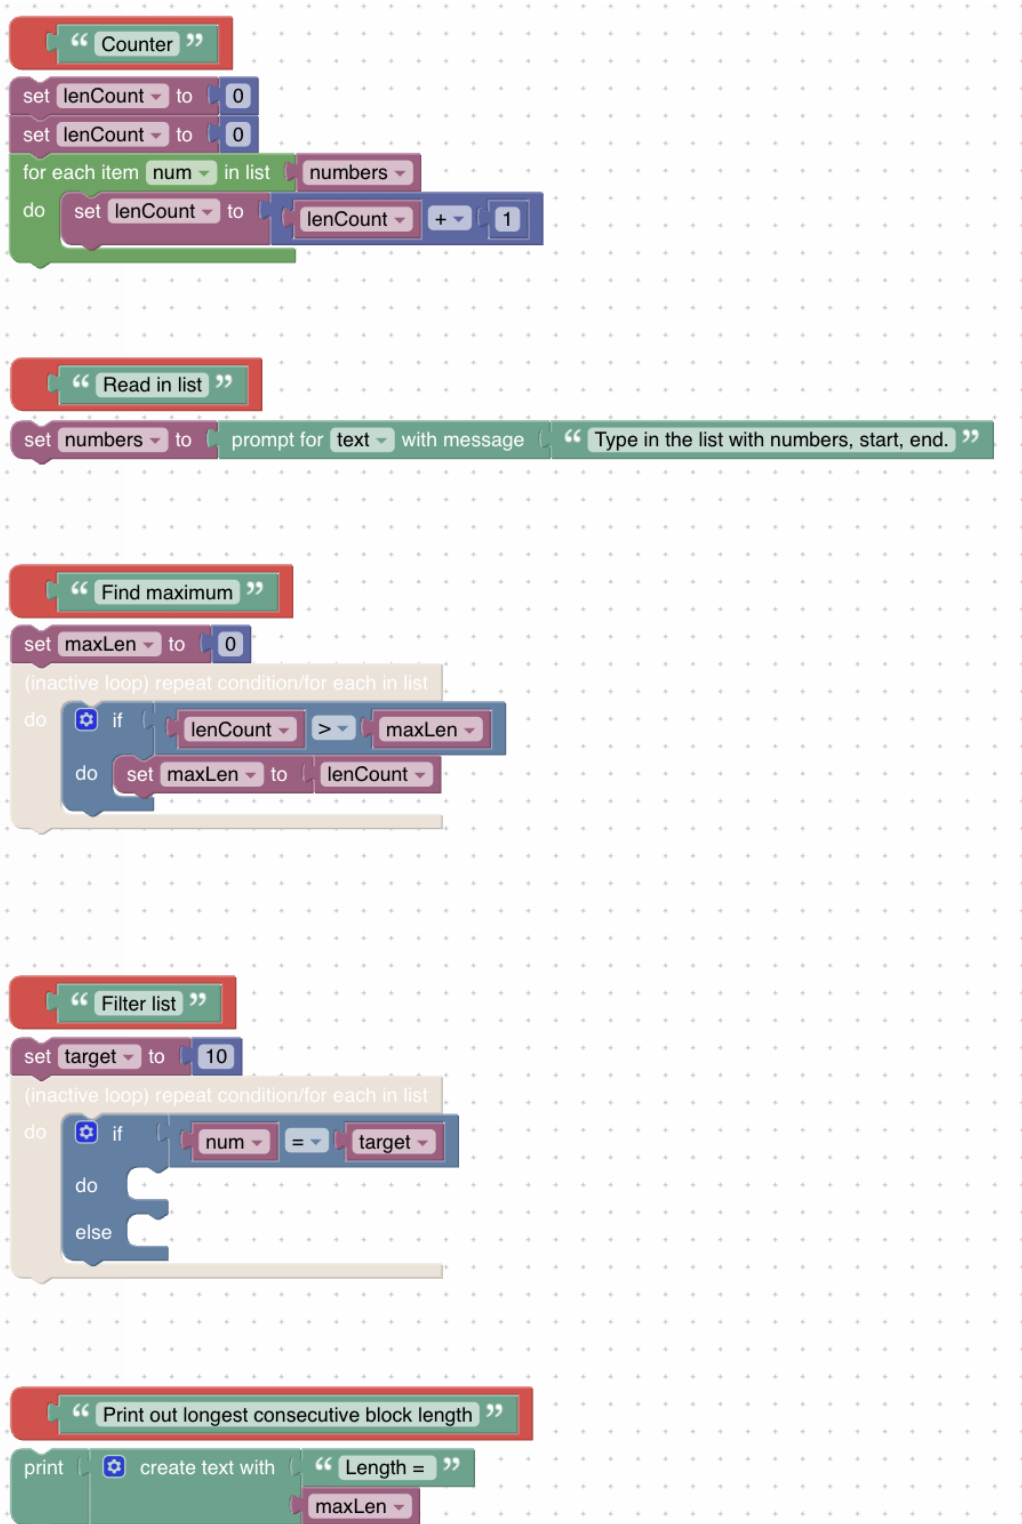 “ Counter ”
set lenCount to 0
set lenCount to 0
for each item num in list numbers
do set lenCount to lenCount + 1
“ Read in list ”
set numbers to prompt for text with message “ Type in the list with numbers, start, end. ”
“ Find maximum ”
set maxLen to 0
(inactive loop) repeat condition/for each in list
do if lenCount > maxLen
do set maxLen to lenCount
“ Filter list ”
set target to 10
(inactive loop) repeat condition/for each in list
do if num = target
do
else
“ Print out longest consecutive block length ”
print create text with “ Length = ”
maxLen